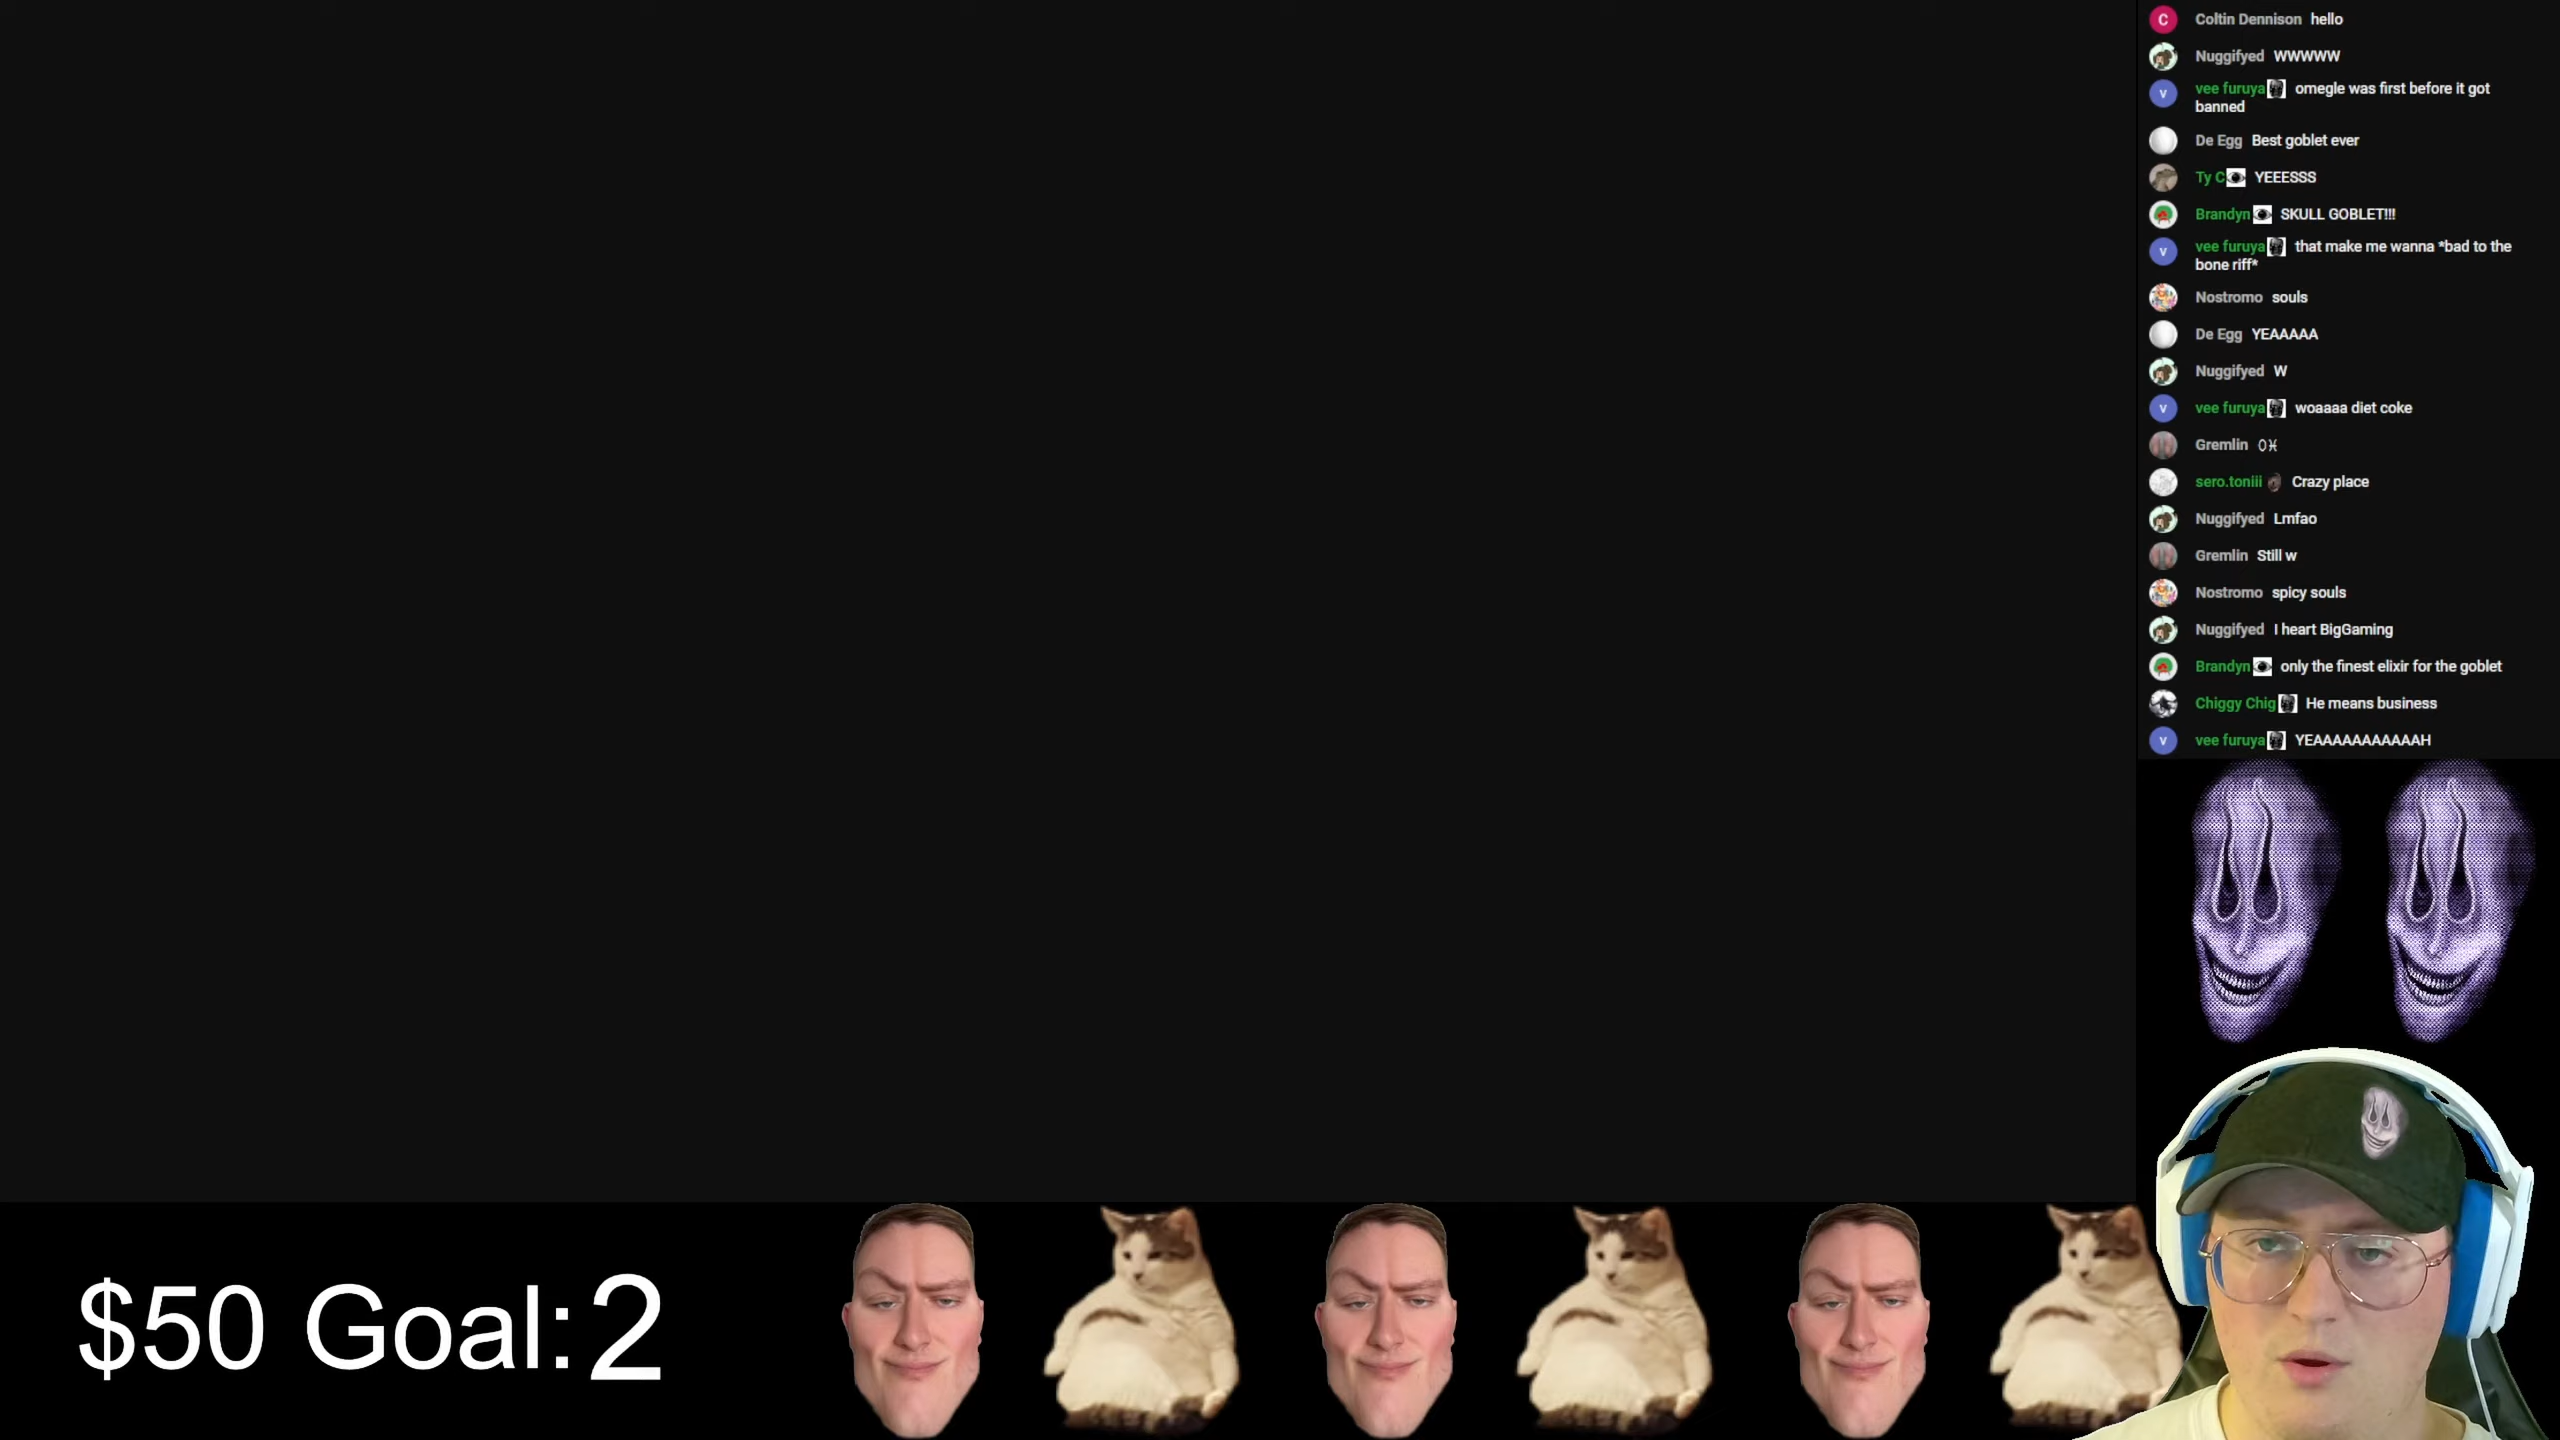 C Coltin Dennison hello
Nuggifyed WWWWW
v vee furuya omegle was first before it got
banned
De Egg Best goblet ever
Ty C YEEESSS
Brandyn SKULL GOBLET!!!
v vee furuya that make me wanna *bad to the
bone riff*
Nostromo souls
De Egg YEAAAAA
Nuggifyed W
v vee furuya woaaaa diet coke
Gremlin
sero.toniii Crazy place
Nuggifyed Lmfao
Gremlin Still w
Nostromo spicy souls
Nuggifyed I heart BigGaming
Brandyn only the finest elixir for the goblet
Chiggy Chig He means business
v vee furuya YEAAAAAAAAAAAH
$50 Goal: 2